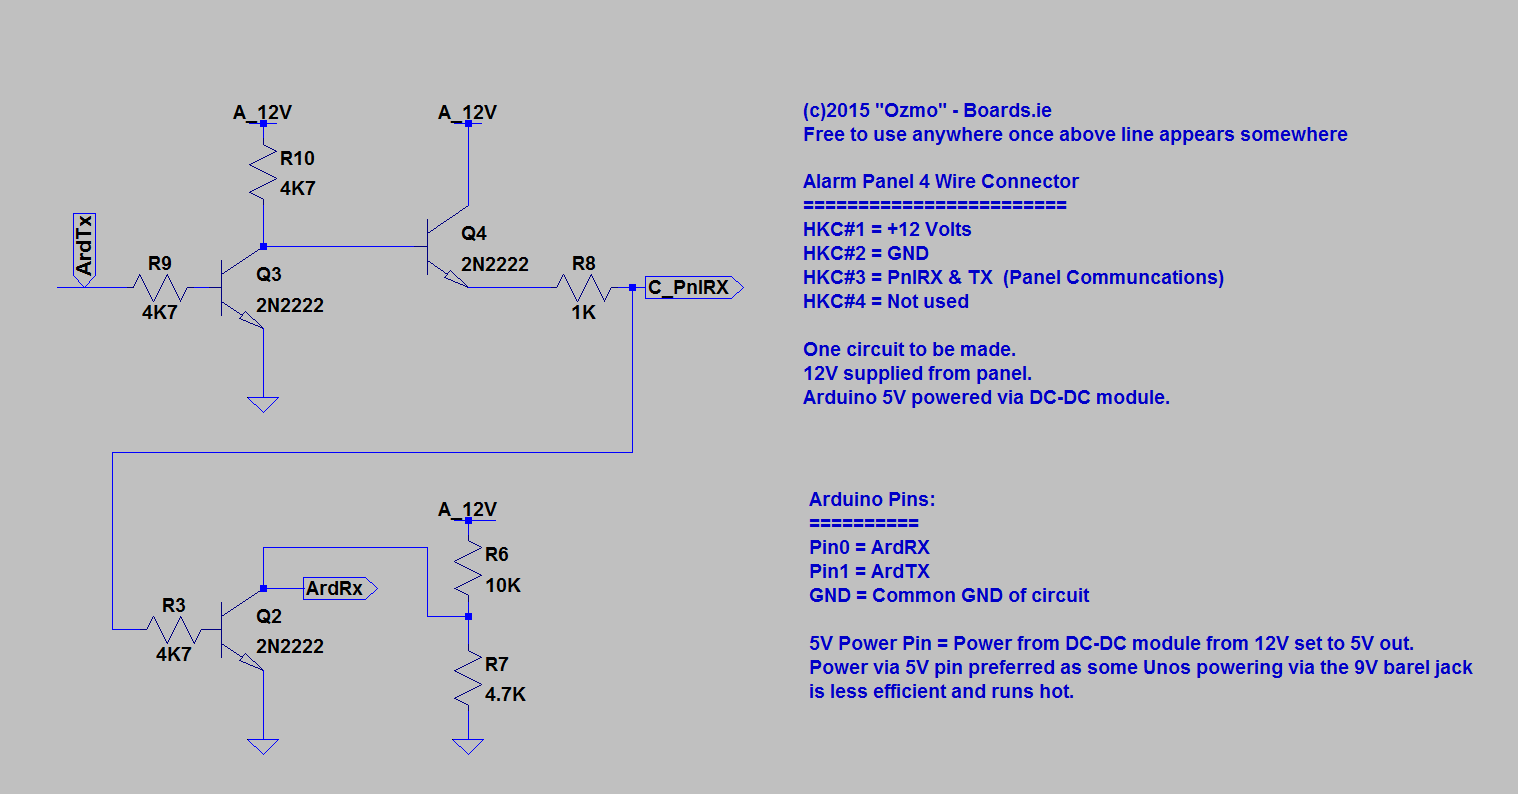 A_12V
A_12V
R10
4K7
ArdTx
R9
4K7
Q3
2N2222
Q4
2N2222
R8
1K
C_PnlRX
A_12V
R6
10K
ArdRx
R3
4K7
Q2
2N2222
R7
4.7K
(c)2015 "Ozmo" - Boards.ie
Free to use anywhere once above line appears somewhere
Alarm Panel 4 Wire Connector
========================
HKC#1 = +12 Volts
HKC#2 = GND
HKC#3 = PnlRX & TX (Panel Communcations)
HKC#4 = Not used
One circuit to be made.
12V supplied from panel.
Arduino 5V powered via DC-DC module.
Arduino Pins:
==========
Pin0 = ArdRX
Pin1 = ArdTX
GND = Common GND of circuit
5V Power Pin = Power from DC-DC module from 12V set to 5V out.
Power via 5V pin preferred as some Unos powering via the 9V barel jack
is less efficient and runs hot.